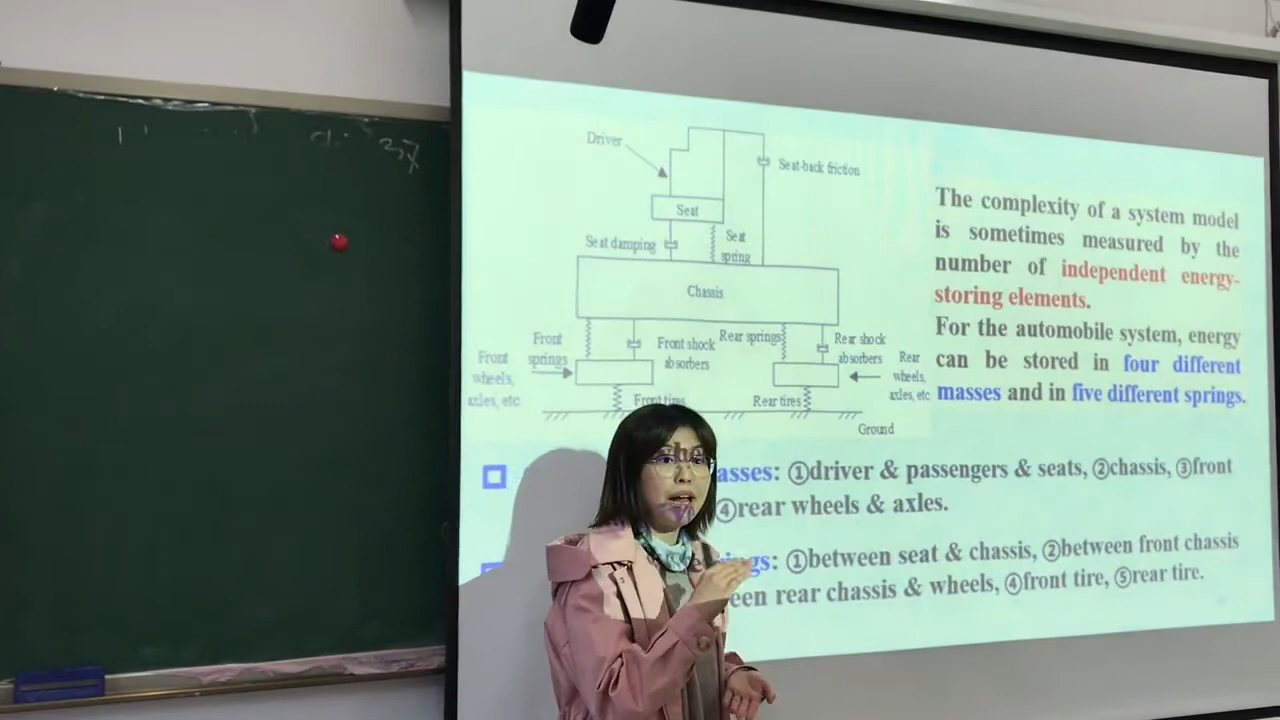 Driver
Seat-back friction
Seat
Seat damping
Seat
spring
Chassis
Front
springs
Front shock
absorbers
Rear springs
Rear shock
absorbers
Front
wheels,
axles, etc
Rear
wheels,
axles, etc
Front tires
Rear tires
Ground
The complexity of a system model
is sometimes measured by the
number of independent energy-
storing elements.
For the automobile system, energy
can be stored in four different
masses and in five different springs.
asses: ①driver & passengers & seats, ②chassis, ③front
④rear wheels & axles.
ngs: ①between seat & chassis, ②between front chassis
een rear chassis & wheels, ④front tire, ⑤rear tire.
37